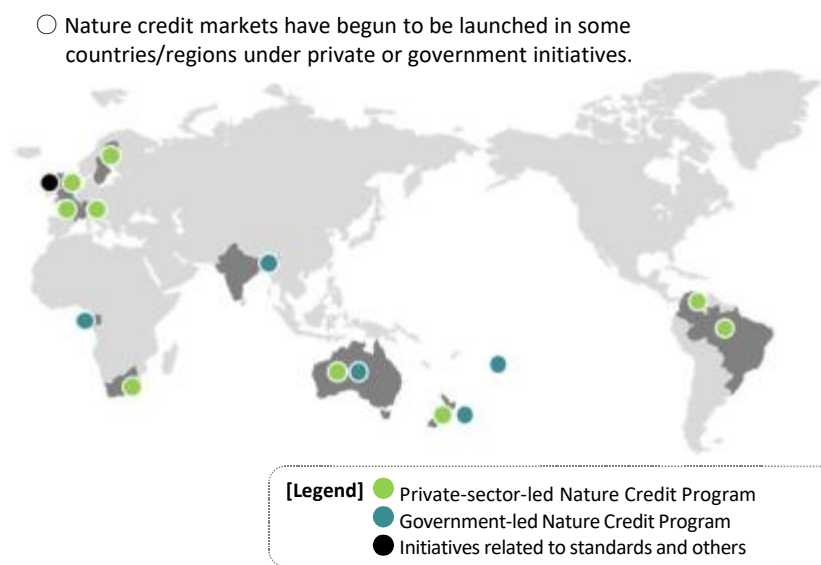 ○ Nature credit markets have begun to be launched in some
countries/regions under private or government initiatives.
[Legend] Private-sector-led Nature Credit Program
Government-led Nature Credit Program
Initiatives related to standards and others